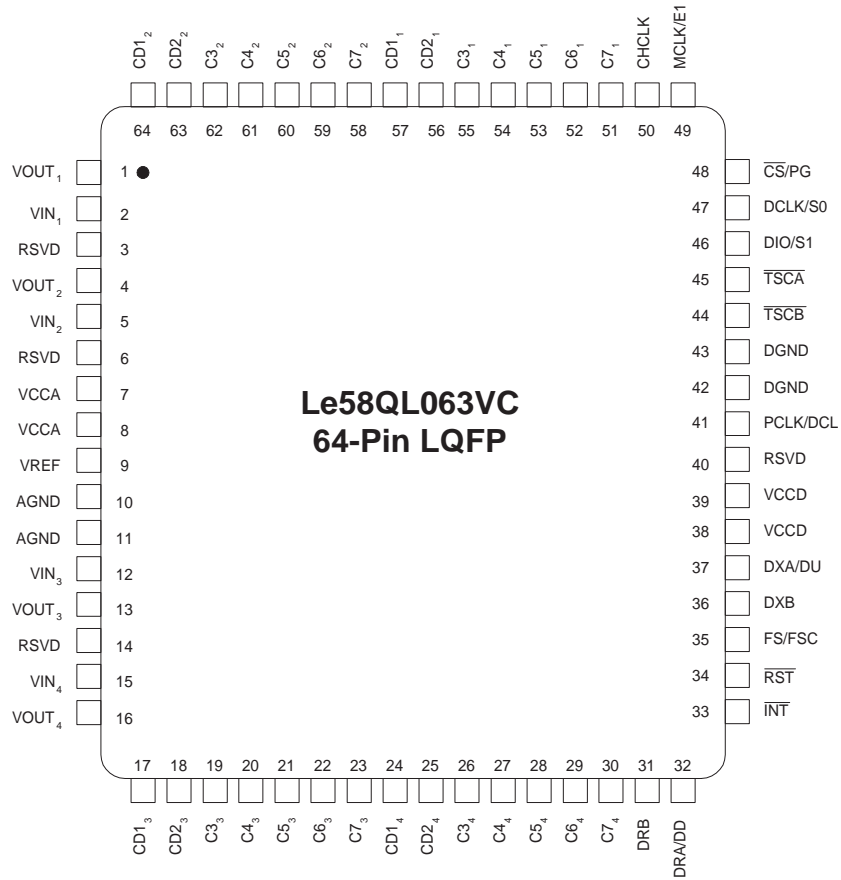 CD1₂ CD2₂ C3₂ C4₂ C5₂ C6₂ C7₂ CD1₁ CD2₁ C3₁ C4₁ C5₁ C6₁ C7₁ CHCLK MCLK/E1
64 63 62 61 60 59 58 57 56 55 54 53 52 51 50 49
VOUT₁ 1 48 C̅S̅/PG
VIN₁ 2 47 DCLK/S0
RSVD 3 46 DIO/S1
VOUT₂ 4 45 T̅S̅C̅A̅
VIN₂ 5 44 T̅S̅C̅B̅
RSVD 6 43 DGND
VCCA 7 42 DGND
VCCA 8 41 PCLK/DCL
VREF 9 40 RSVD
AGND 10 39 VCCD
AGND 11 38 VCCD
VIN₃ 12 37 DXA/DU
VOUT₃ 13 36 DXB
RSVD 14 35 FS/FSC
VIN₄ 15 34 R̅S̅T̅
VOUT₄ 16 33 I̅N̅T̅
Le58QL063VC
64-Pin LQFP
17 18 19 20 21 22 23 24 25 26 27 28 29 30 31 32
CD1₃ CD2₃ C3₃ C4₃ C5₃ C6₃ C7₃ CD1₄ CD2₄ C3₄ C4₄ C5₄ C6₄ C7₄ DRB DRA/DD